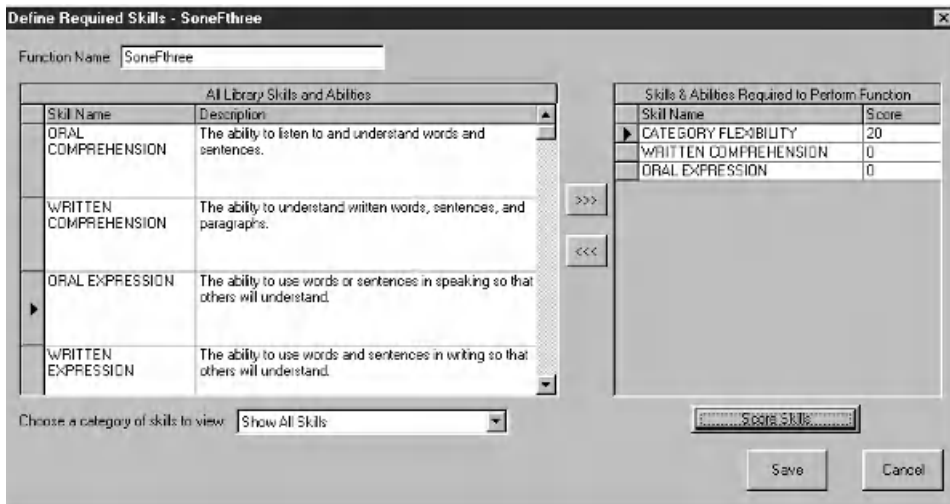 Define Required Skills - SoneFthree
Function Name SoneFthree
All Library Skills and Abilities
Skill Name Description
ORAL COMPREHENSION The ability to listen to and understand words and sentences.
WRITTEN COMPREHENSION The ability to understand written words, sentences, and paragraphs.
ORAL EXPRESSION The ability to use words or sentences in speaking so that others will understand.
WRITTEN EXPRESSION The ability to use words and sentences in writing so that others will understand.
Choose a category of skills to view: Show All Skills
>>>
<<<
Skills & Abilities Required to Perform Function
Skill Name Score
CATEGORY FLEXIBILITY 20
WRITTEN COMPREHENSION 0
ORAL EXPRESSION 0
Score Skills
Save Cancel